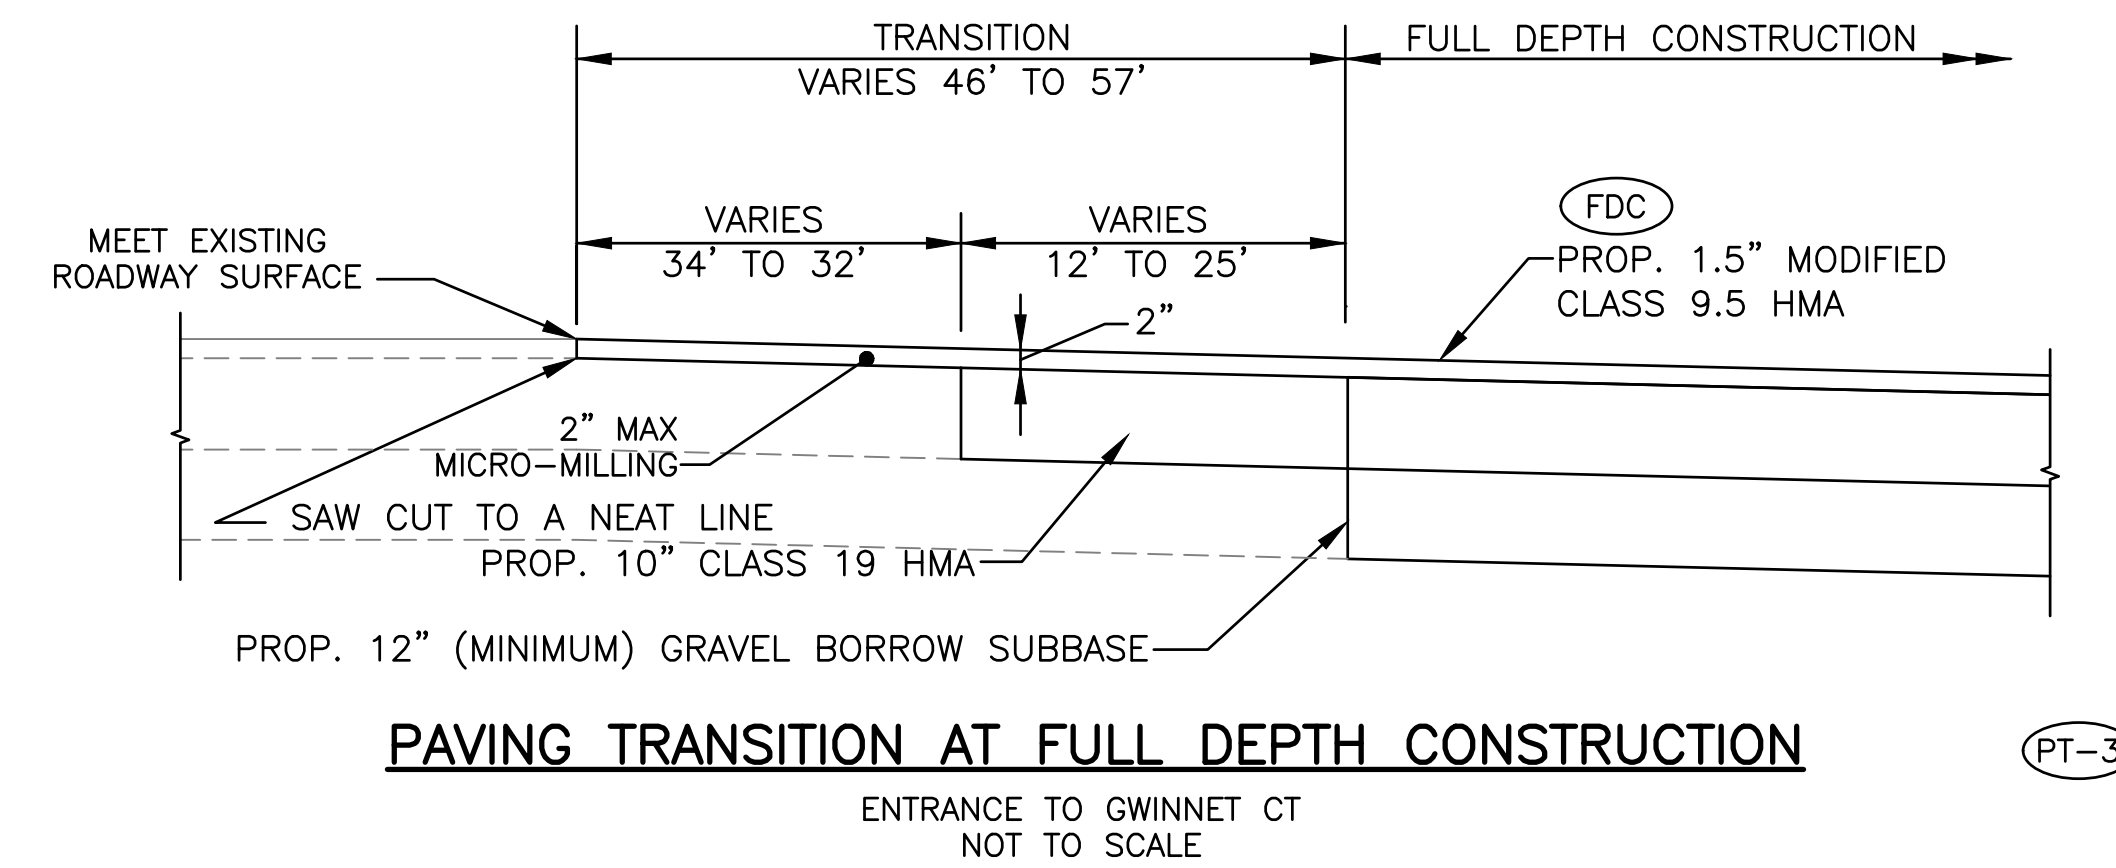 TRANSITION
VARIES 46' TO 57'
FULL DEPTH CONSTRUCTION
VARIES
34' TO 32'
VARIES
12' TO 25'
FDC
PROP. 1.5" MODIFIED
CLASS 9.5 HMA
MEET EXISTING
ROADWAY SURFACE
2"
2" MAX
MICRO-MILLING
SAW CUT TO A NEAT LINE
PROP. 10" CLASS 19 HMA
PROP. 12" (MINIMUM) GRAVEL BORROW SUBBASE
PAVING TRANSITION AT FULL DEPTH CONSTRUCTION
PT-3
ENTRANCE TO GWINNET CT
NOT TO SCALE